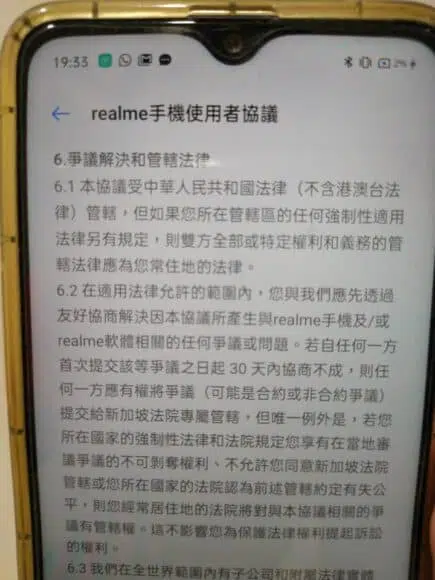 19:33
2%
realme手機使用者協議
6.爭議解決和管轄法律
6.1 本協議受中華人民共和國法律（不含港澳台法
律）管轄，但如果您所在管轄區的任何強制性適用
法律另有規定，則雙方全部或特定權利和義務的管
轄法律應為您常住地的法律。
6.2 在適用法律允許的範圍內，您與我們應先透過
友好協商解決因本協議所產生與realme手機及/或
realme軟體相關的任何爭議或問題。若自任何一方
首次提交該等爭議之日起 30 天內協商不成，則任
何一方應有權將爭議（可能是合約或非合約爭議）
提交給新加坡法院專屬管轄，但唯一例外是，若您
所在國家的強制性法律和法院規定您享有在當地審
議爭議的不可剝奪權利、不允許您同意新加坡法院
管轄或您所在國家的法院認為前述管轄約定有失公
平，則您經常居住地的法院將對與本協議相關的爭
議有管轄權。這不影響您為保護法律權利提起訴訟
的權利。
6.3 我們在全世界範圍內有子公司和附屬法律實體